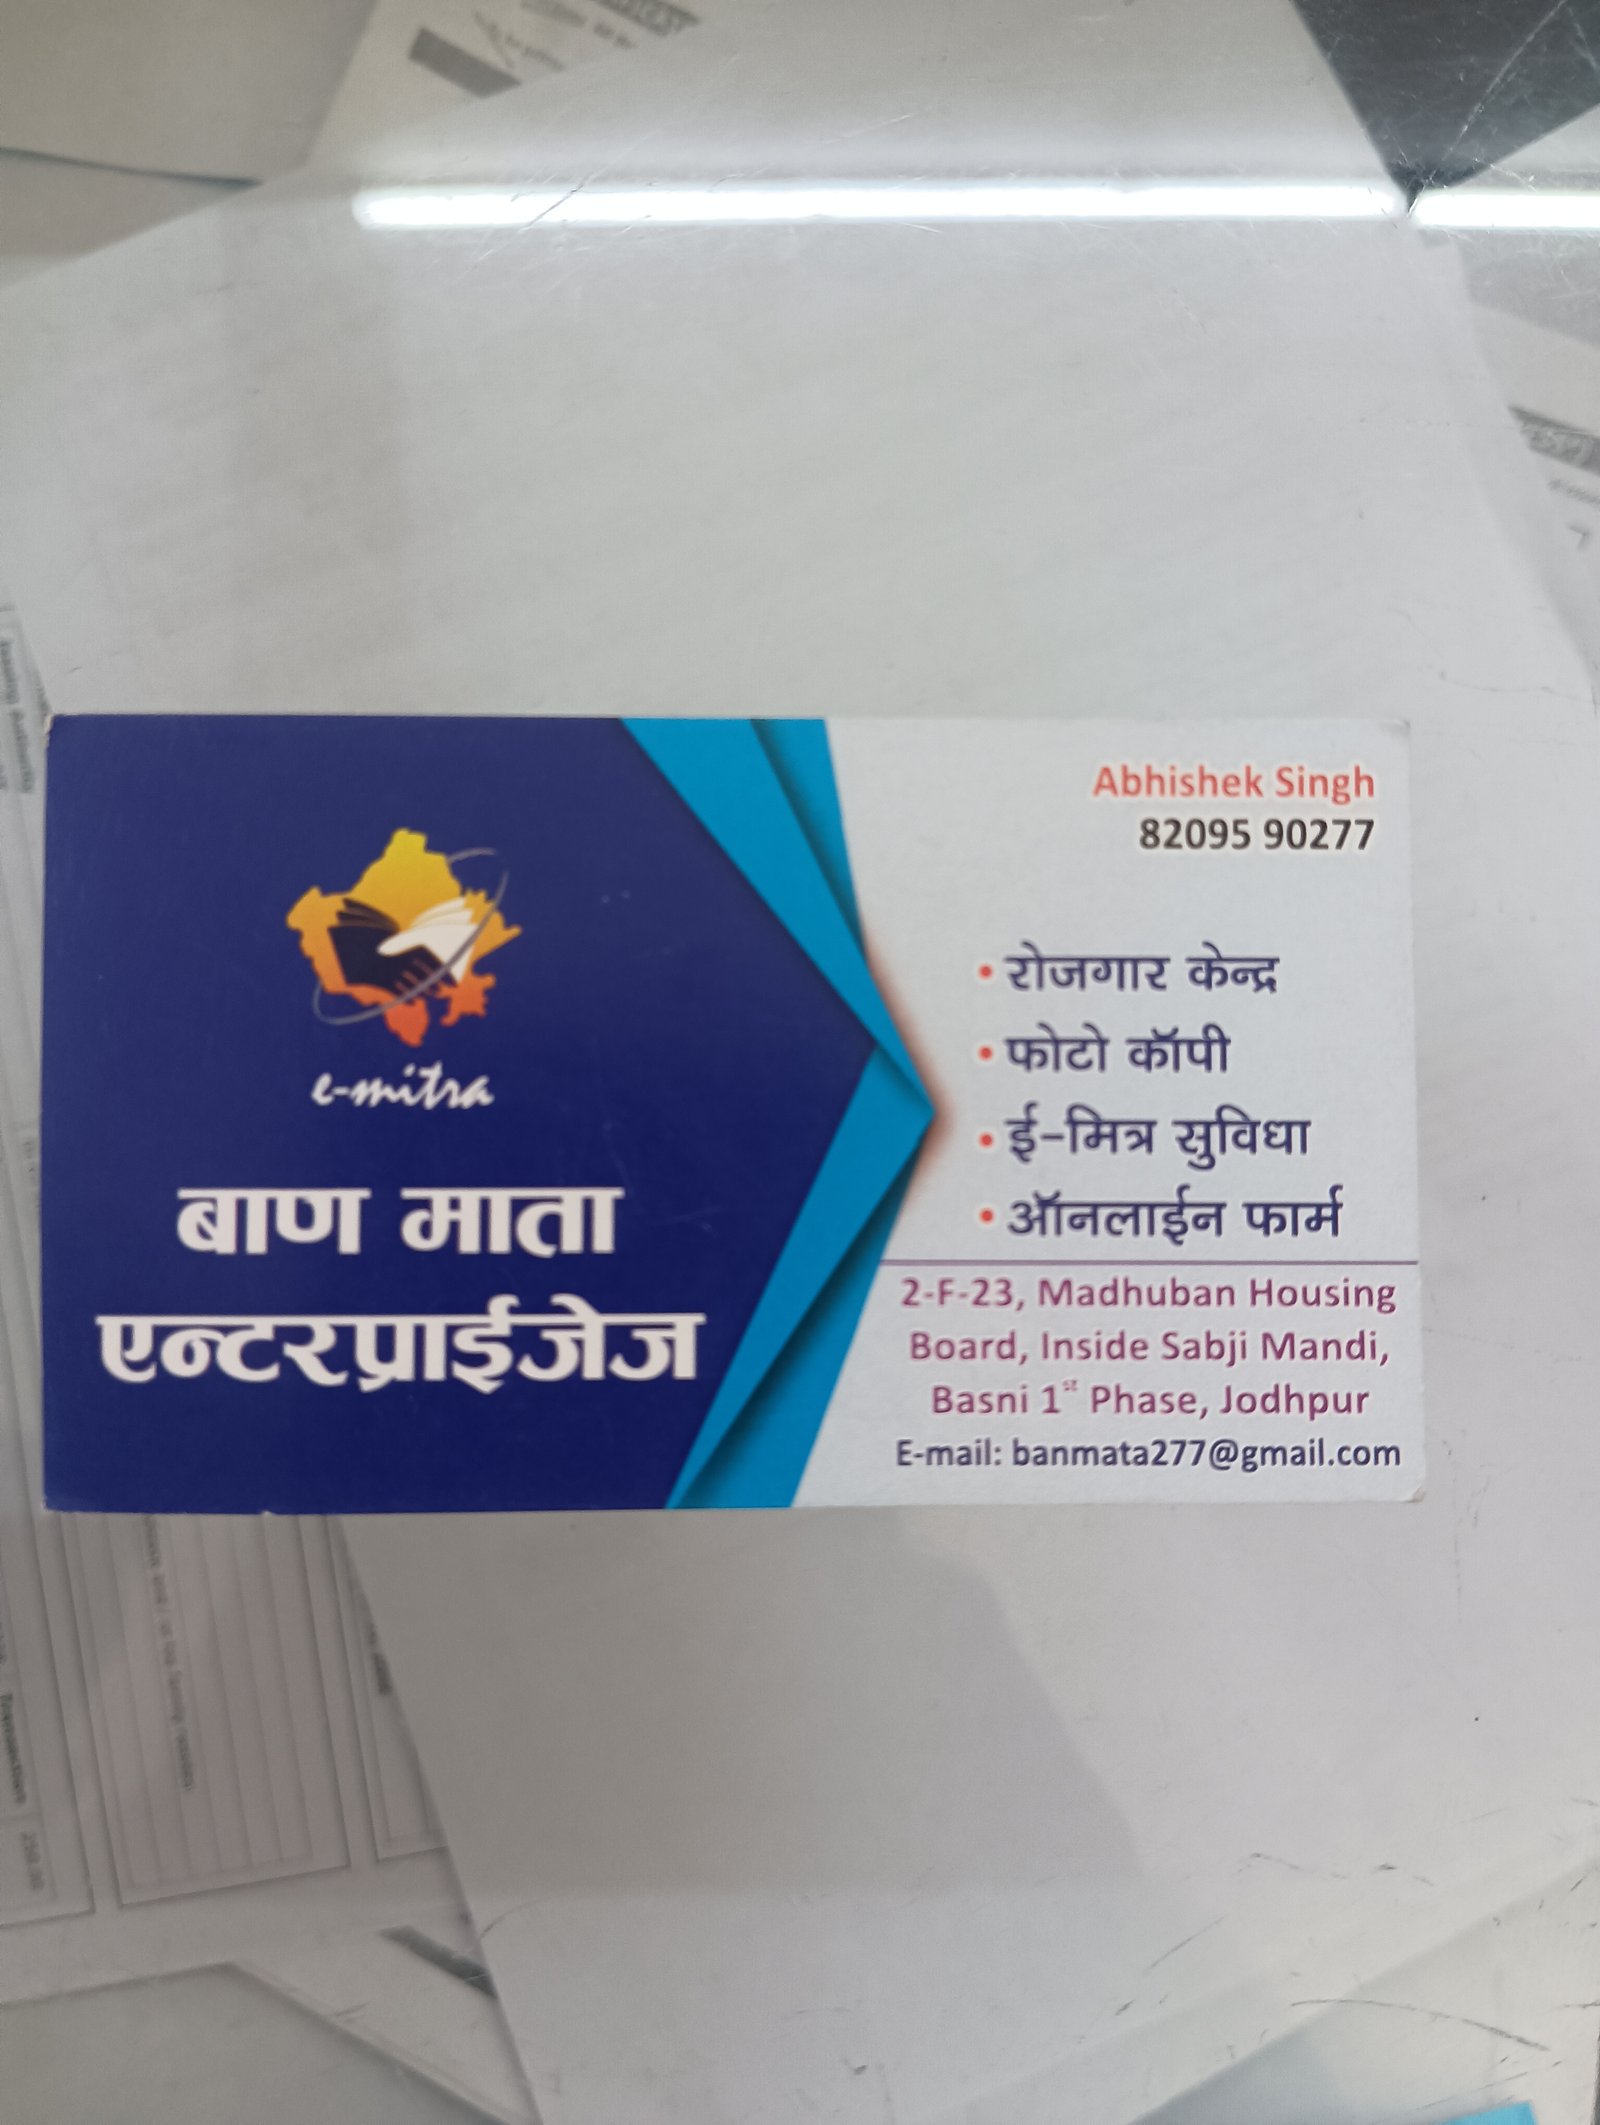 e-mitra
बाण माता
एन्टरप्राईजेज
Abhishek Singh
82095 90277
• रोजगार केन्द्र
• फोटो कॉपी
• ई-मित्र सुविधा
• ऑनलाईन फार्म
2-F-23, Madhuban Housing
Board, Inside Sabji Mandi,
Basni 1st Phase, Jodhpur
E-mail: banmata277@gmail.com